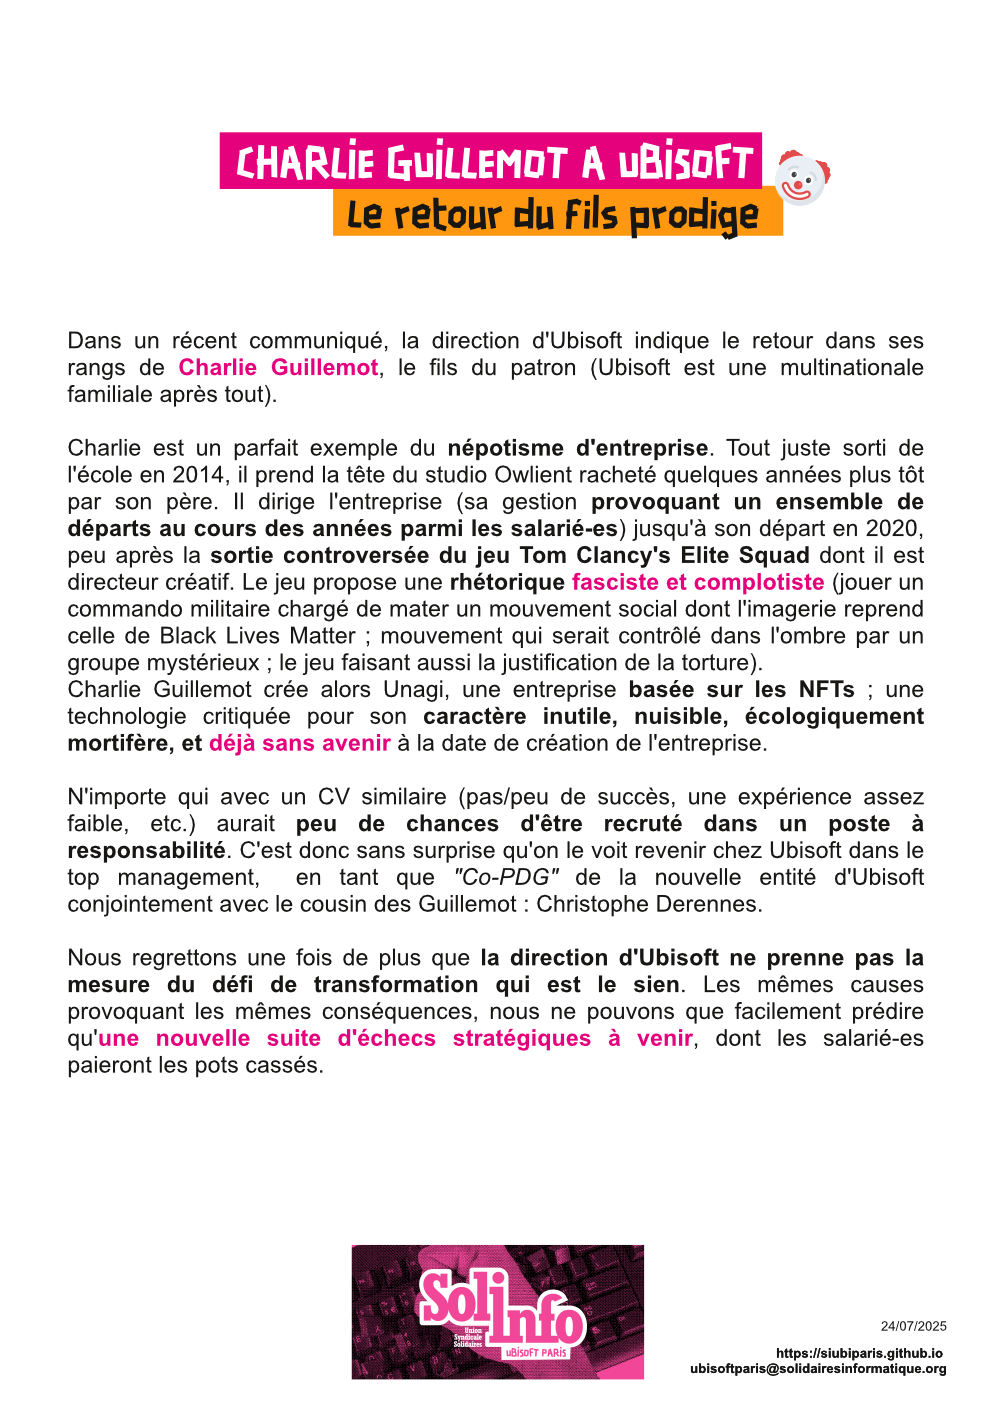 CHARLIE GUILLEMOT A UBISOFT
Le retour du fils prodige
Dans un récent communiqué, la direction d'Ubisoft indique le retour dans ses
rangs de Charlie Guillemot, le fils du patron (Ubisoft est une multinationale
familiale après tout).
Charlie est un parfait exemple du népotisme d'entreprise. Tout juste sorti de
l'école en 2014, il prend la tête du studio Owlient racheté quelques années plus tôt
par son père. Il dirige l'entreprise (sa gestion provoquant un ensemble de
départs au cours des années parmi les salarié-es) jusqu'à son départ en 2020,
peu après la sortie controversée du jeu Tom Clancy's Elite Squad dont il est
directeur créatif. Le jeu propose une rhétorique fasciste et complotiste (jouer un
commando militaire chargé de mater un mouvement social dont l'imagerie reprend
celle de Black Lives Matter ; mouvement qui serait contrôlé dans l'ombre par un
groupe mystérieux ; le jeu faisant aussi la justification de la torture).
Charlie Guillemot crée alors Unagi, une entreprise basée sur les NFTs ; une
technologie critiquée pour son caractère inutile, nuisible, écologiquement
mortifère, et déjà sans avenir à la date de création de l'entreprise.
N'importe qui avec un CV similaire (pas/peu de succès, une expérience assez
faible, etc.) aurait peu de chances d'être recruté dans un poste à
responsabilité. C'est donc sans surprise qu'on le voit revenir chez Ubisoft dans le
top management, en tant que "Co-PDG" de la nouvelle entité d'Ubisoft
conjointement avec le cousin des Guillemot : Christophe Derennes.
Nous regrettons une fois de plus que la direction d'Ubisoft ne prenne pas la
mesure du défi de transformation qui est le sien. Les mêmes causes
provoquant les mêmes conséquences, nous ne pouvons que facilement prédire
qu'une nouvelle suite d'échecs stratégiques à venir, dont les salarié-es
paieront les pots cassés.
Sol
Info
Union
Syndicale
Solidaires
UBISOFT PARIS
24/07/2025
https://siubiparis.github.io
ubisoftparis@solidairesinformatique.org